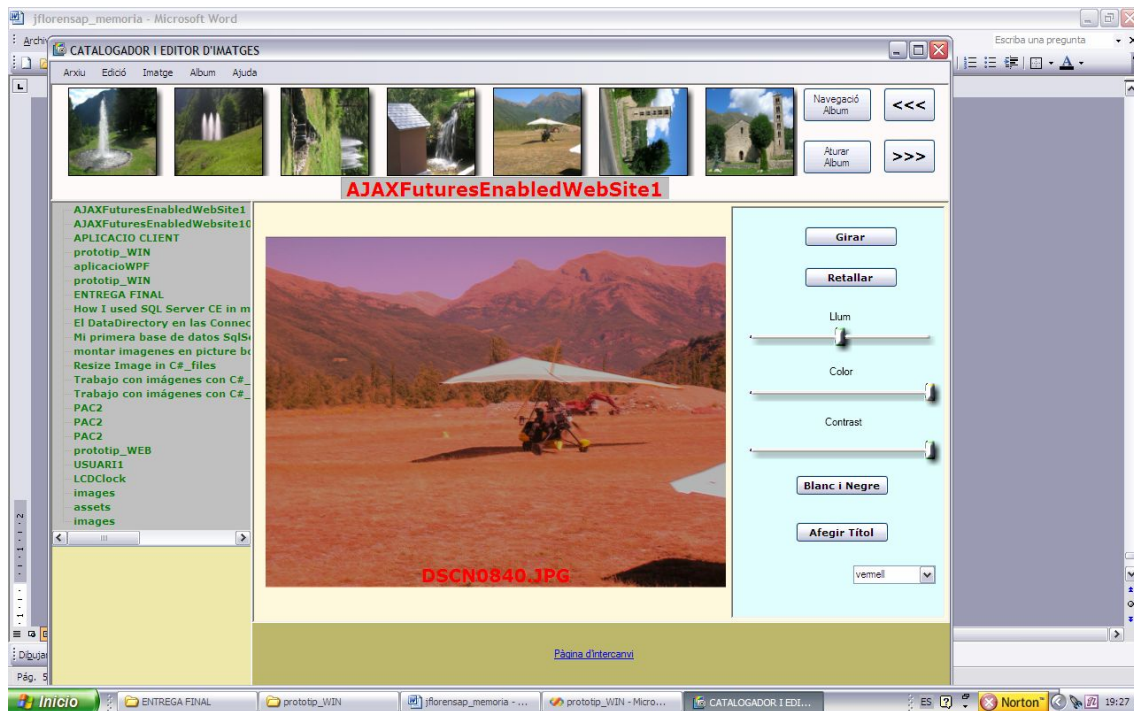 jflorensap_memoria - Microsoft Word
Archiv
Escriba una pregunta
CATALOGADOR I EDITOR D'IMATGES
Arxiu Edició Imatge Album Ajuda
Navegació Album
<<<
Aturar Album
>>>
AJAXFuturesEnabledWebSite1
AJAXFuturesEnabledWebSite1
AJAXFuturesEnabledWebsite10
APLICACIO CLIENT
prototip_WIN
aplicacioWPF
prototip_WIN
ENTREGA FINAL
How I used SQL Server CE in m
El DataDirectory en las Connec
Mi primera base de datos SqlSe
montar imagenes en picture bo
Resize Image in C#_files
Trabajo con imágenes con C#_
Trabajo con imágenes con C#_
PAC2
PAC2
PAC2
prototip_WEB
USUARI1
LCDClock
images
assets
images
DSCN0840.JPG
Girar
Retallar
Llum
Color
Contrast
Blanc i Negre
Afegir Títol
vermell
Pàgina d'intercanvi
Dibujar
Pág. 5
Inicio
ENTREGA FINAL
prototip_WIN
jflorensap_memoria - ...
prototip_WIN - Micro...
CATALOGADOR I EDI...
ES
Norton™
19:27